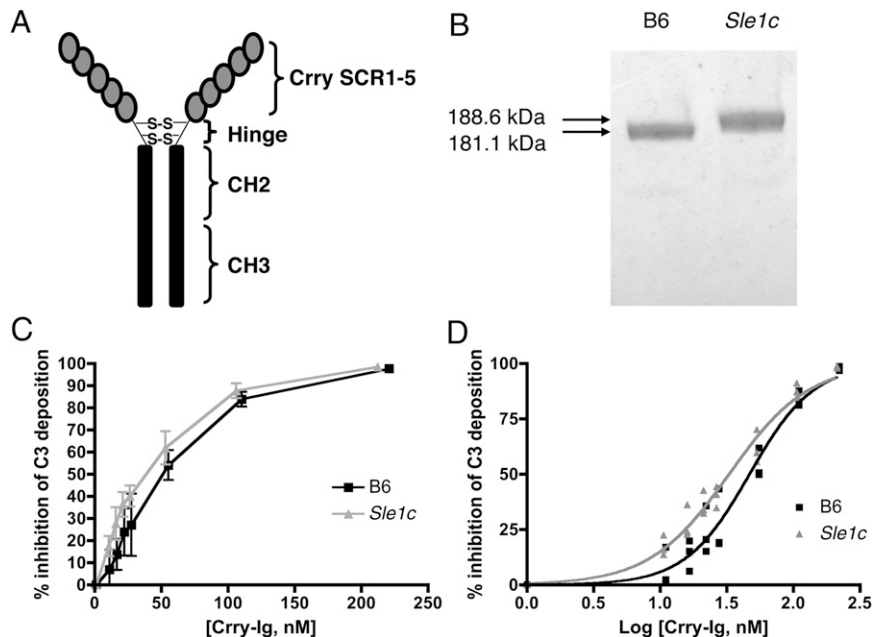 A
Crry SCR1-5
S-S
S-S
Hinge
CH2
CH3
B
B6 Sle1c
188.6 kDa
181.1 kDa
C
% inhibition of C3 deposition
100
90
80
70
60
50
40
30
20
10
0
0 50 100 150 200 250
[Crry-Ig, nM]
B6
Sle1c
D
% inhibition of C3 deposition
100
75
50
25
0
0.0 0.5 1.0 1.5 2.0 2.5
Log [Crry-Ig, nM]
B6
Sle1c